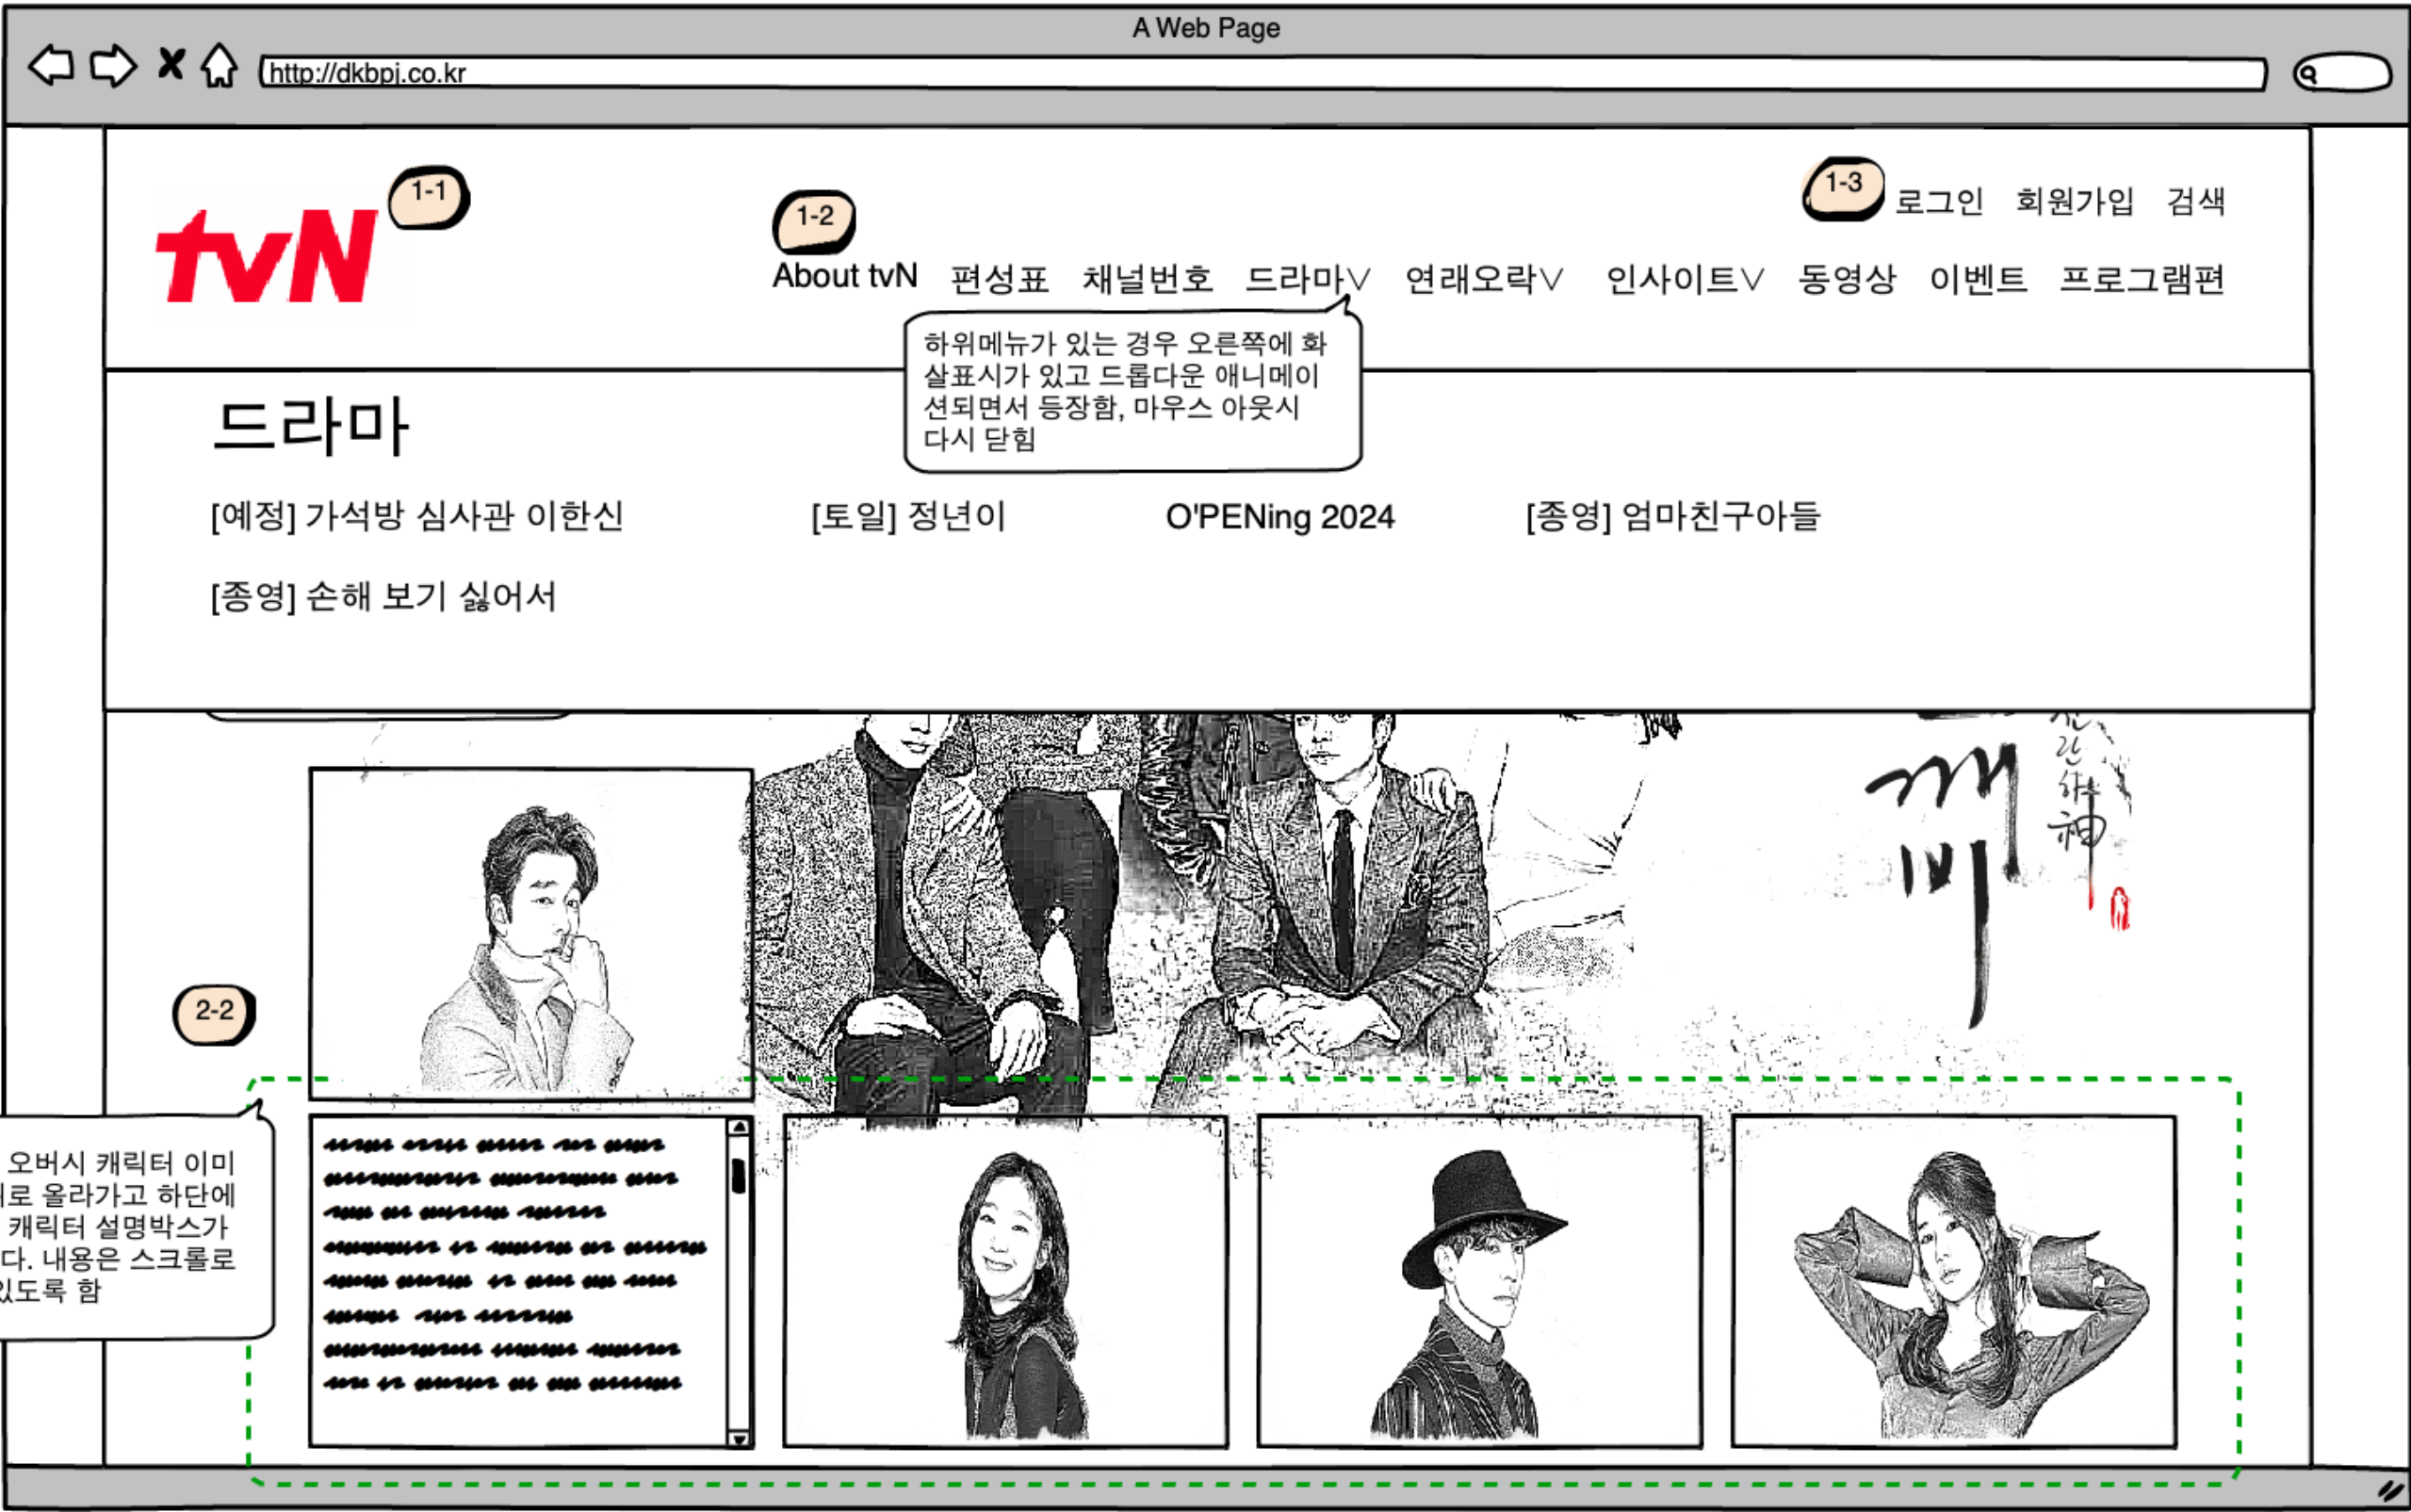 A Web Page
http://dkbpj.co.kr
tvN
1-1
1-2
1-3
로그인 회원가입 검색
About tvN 편성표 채널번호 드라마∨ 연래오락∨ 인사이트∨ 동영상 이벤트 프로그램편
하위메뉴가 있는 경우 오른쪽에 화
살표시가 있고 드롭다운 애니메이
션되면서 등장함, 마우스 아웃시
다시 닫힘
드라마
[예정] 가석방 심사관 이한신 [토일] 정년이 O'PENing 2024 [종영] 엄마친구아들
[종영] 손해 보기 싫어서
깨비
란하神
2-2
오버시 캐릭터 이미
로 올라가고 하단에
캐릭터 설명박스가
다. 내용은 스크롤로
있도록 함